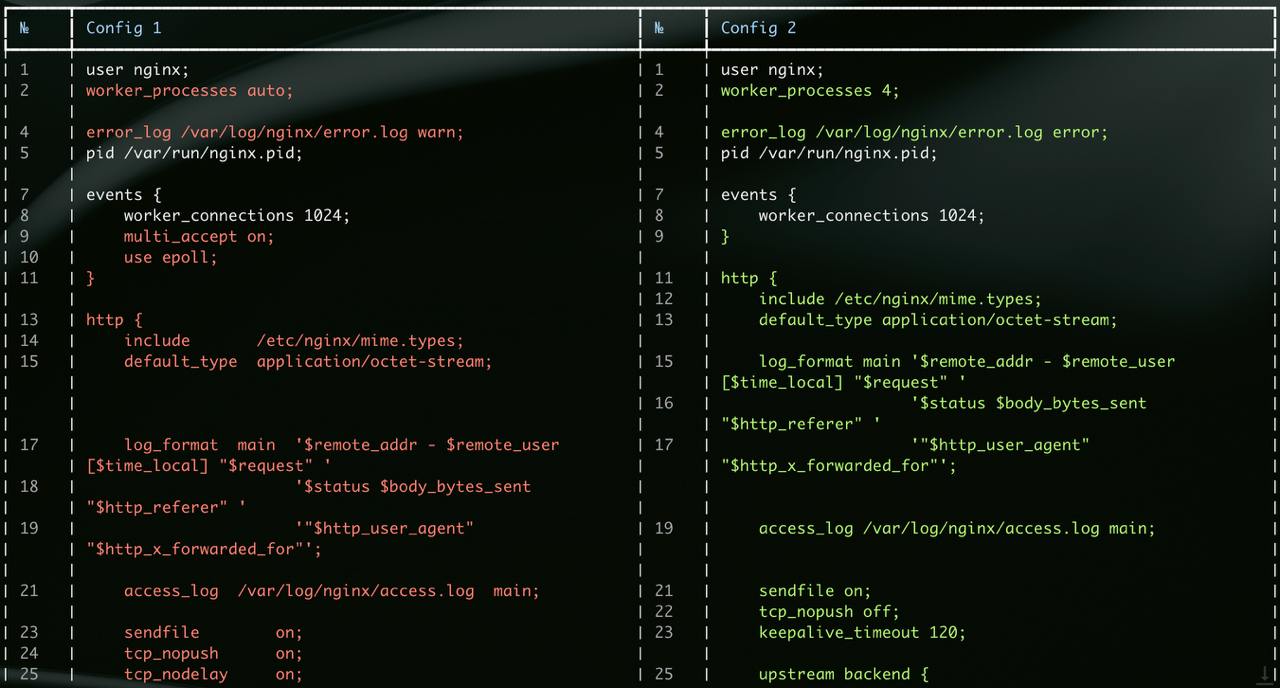 № Config 1 № Config 2
1 user nginx; 1 user nginx;
2 worker_processes auto; 2 worker_processes 4;
4 error_log /var/log/nginx/error.log warn; 4 error_log /var/log/nginx/error.log error;
5 pid /var/run/nginx.pid; 5 pid /var/run/nginx.pid;
7 events { 7 events {
8 worker_connections 1024; 8 worker_connections 1024;
9 multi_accept on; 9 }
10 use epoll;
11 } 11 http {
12 include /etc/nginx/mime.types;
13 http { 13 default_type application/octet-stream;
14 include /etc/nginx/mime.types;
15 default_type application/octet-stream; 15 log_format main '$remote_addr - $remote_user
[$time_local] "$request" '
16 '$status $body_bytes_sent
"$http_referer" '
17 log_format main '$remote_addr - $remote_user 17 '"$http_user_agent"
[$time_local] "$request" ' "$http_x_forwarded_for"';
18 '$status $body_bytes_sent
"$http_referer" '
19 '"$http_user_agent" 19 access_log /var/log/nginx/access.log main;
"$http_x_forwarded_for"';
21 access_log /var/log/nginx/access.log main; 21 sendfile on;
22 tcp_nopush off;
23 sendfile on; 23 keepalive_timeout 120;
24 tcp_nopush on;
25 tcp_nodelay on; 25 upstream backend {